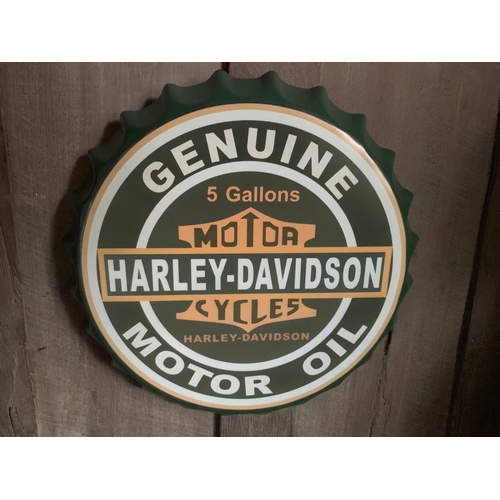 GENUINE
5 Gallons
MOTOR
HARLEY-DAVIDSON
CYCLES
HARLEY-DAVIDSON
MOTOR OIL